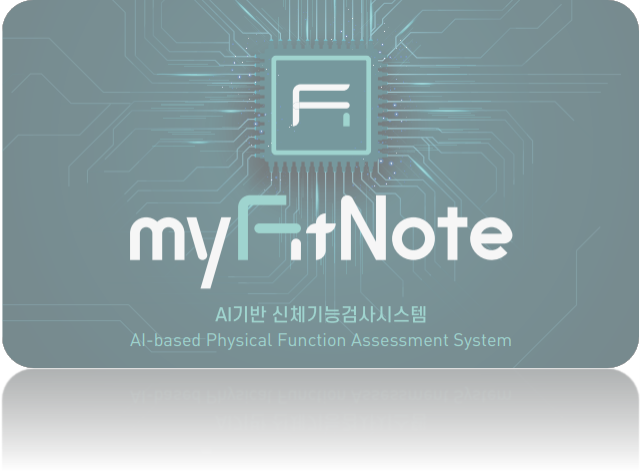 myFitNote
AI기반 신체기능검사시스템
AI-based Physical Function Assessment System